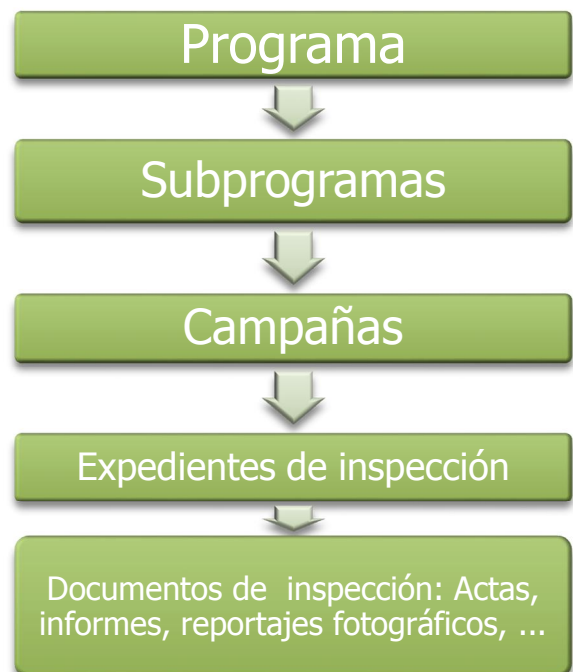 Programa
Subprogramas
Campañas
Expedientes de inspección
Documentos de  inspección: Actas,
informes, reportajes fotográficos, ...